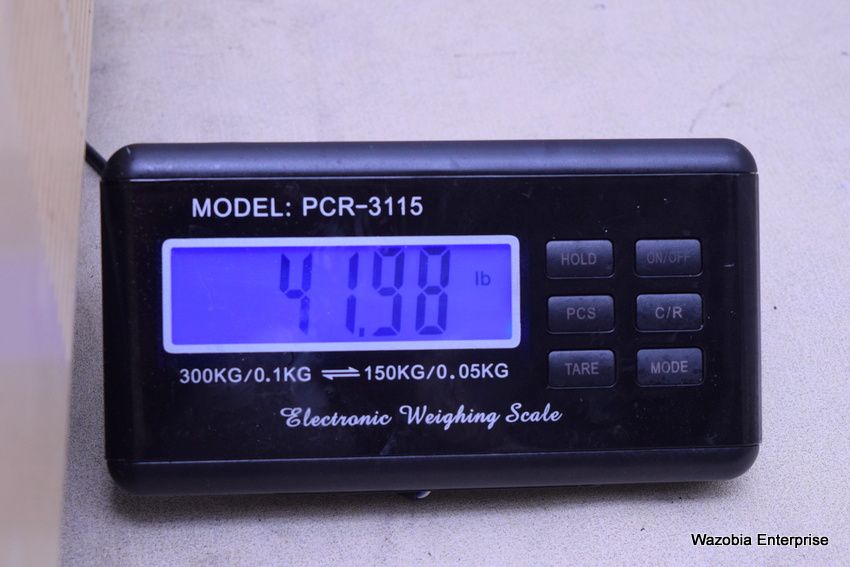 MODEL: PCR-3115
41.98 lb
HOLD ON/OFF
PCS C/R
TARE MODE
300KG/0.1KG ⇌ 150KG/0.05KG
Electronic Weighing Scale
Wazobia Enterprise